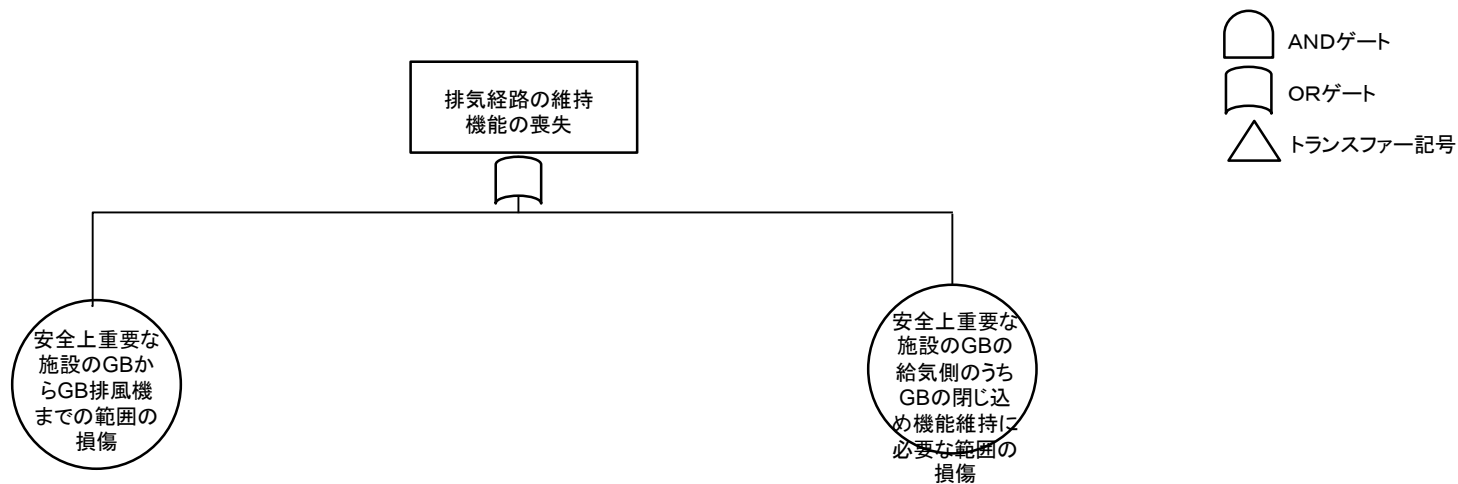 ANDゲート
ORゲート
トランスファー記号
排気経路の維持
機能の喪失
安全上重要な
施設のGBか
らGB排風機
までの範囲の
損傷
安全上重要な
施設のGBの
給気側のうち
GBの閉じ込
め機能維持に
必要な範囲の
損傷